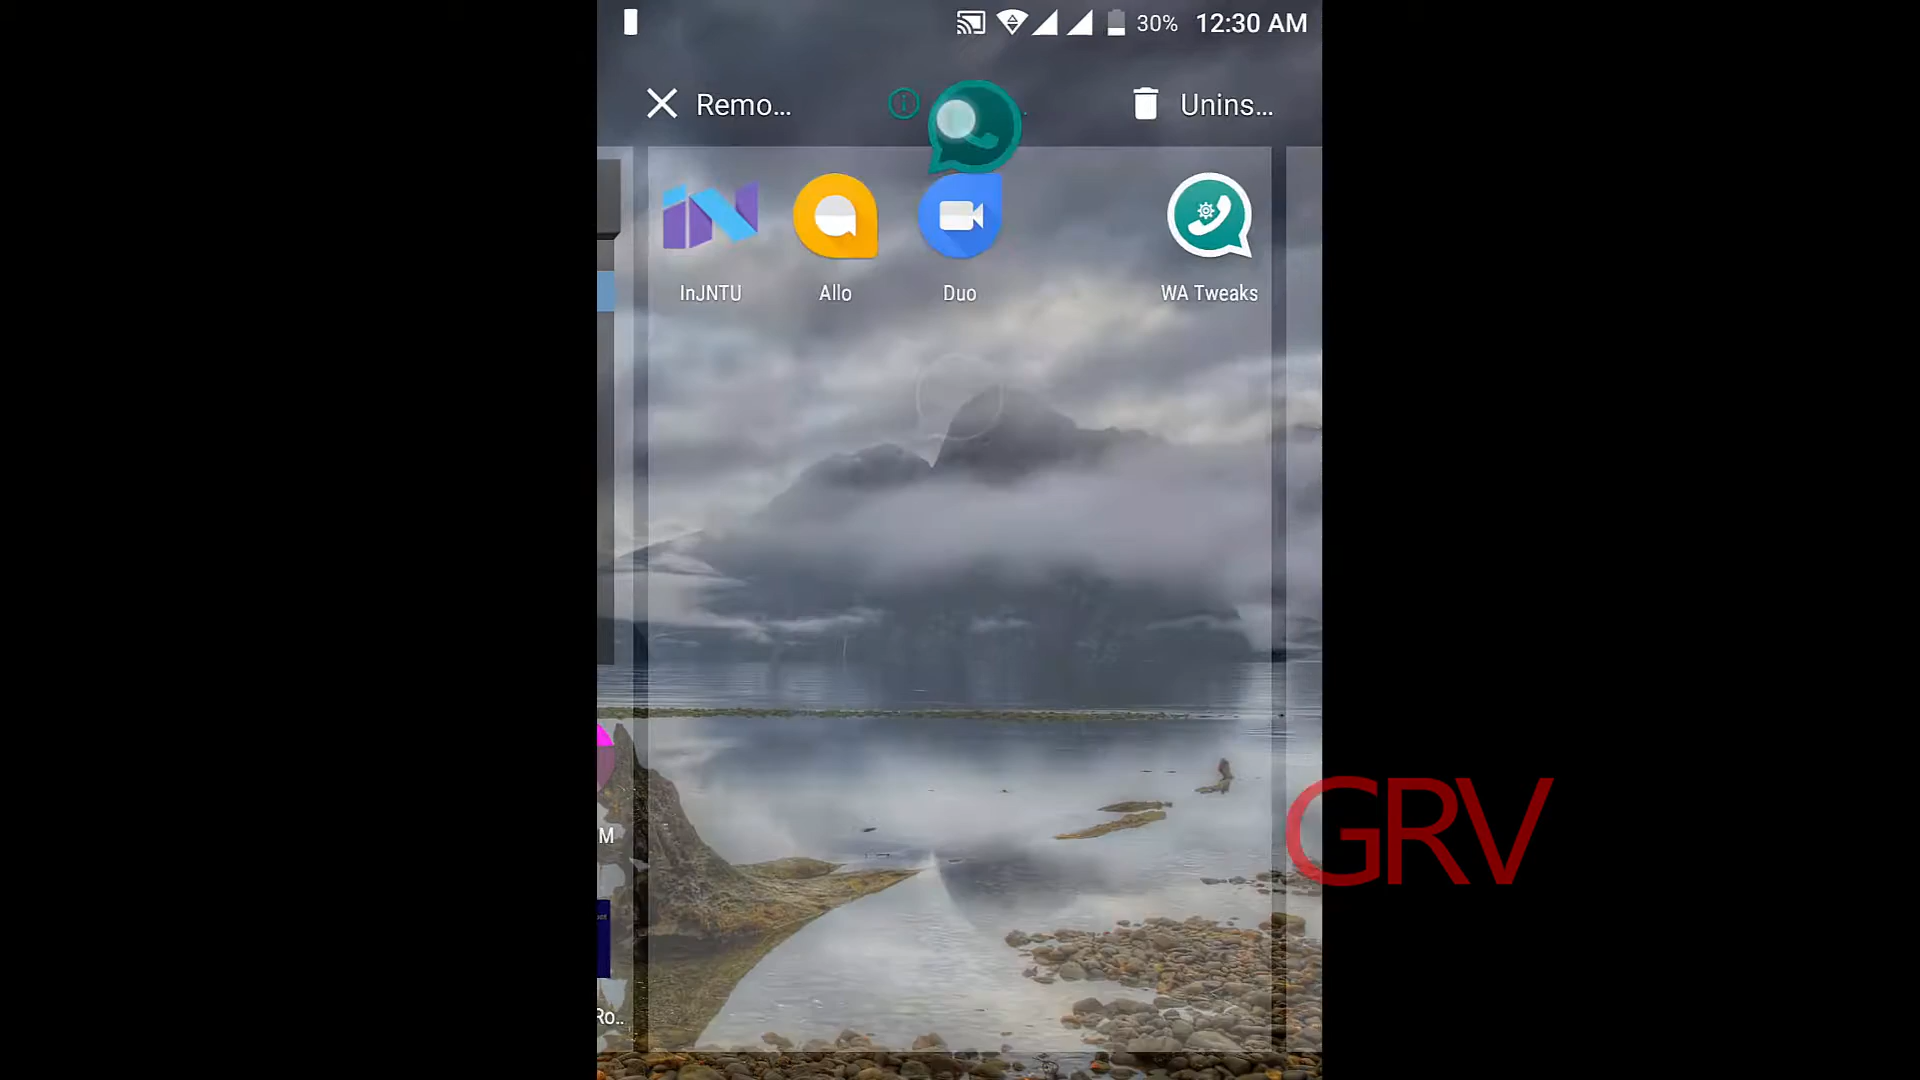 30% 12:30 AM
Remo... Unins...
InJNTU Allo Duo WA Tweaks
GRV
M
Ro..